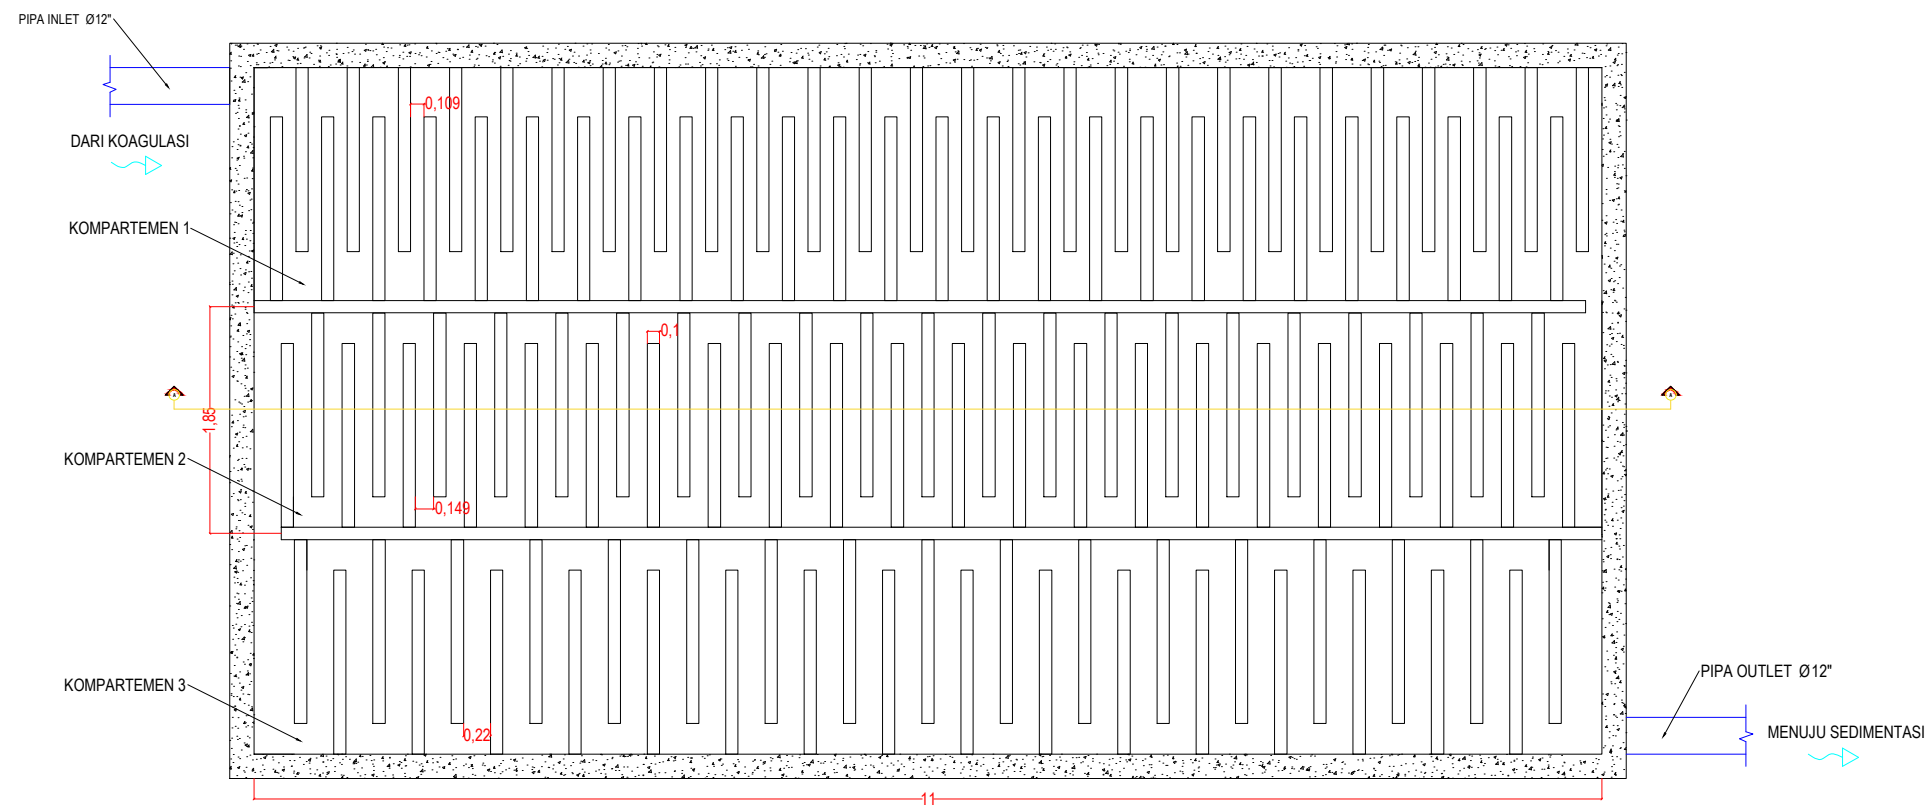 PIPA INLET Ø12"
DARI KOAGULASI
0,109
KOMPARTEMEN 1
0,1
1,85
KOMPARTEMEN 2
0,149
KOMPARTEMEN 3
0,22
PIPA OUTLET Ø12"
MENUJU SEDIMENTASI
11